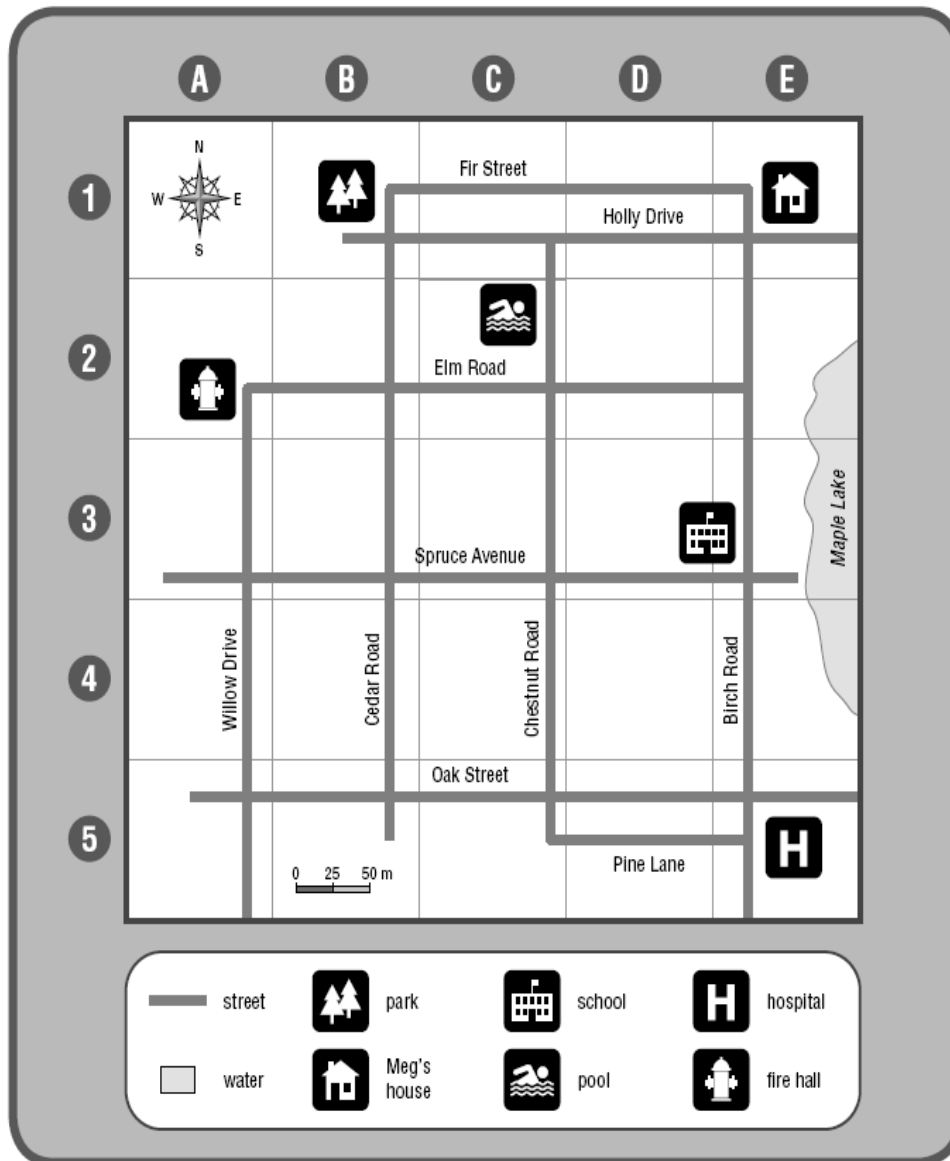 A B C D E
1
2
3
4
5
N
W E
S
Fir Street
Holly Drive
Elm Road
Maple Lake
Spruce Avenue
Willow Drive
Cedar Road
Chestnut Road
Birch Road
Oak Street
0 25 50 m
Pine Lane
H
street
park
school
H
hospital
water
Meg's
house
pool
fire hall